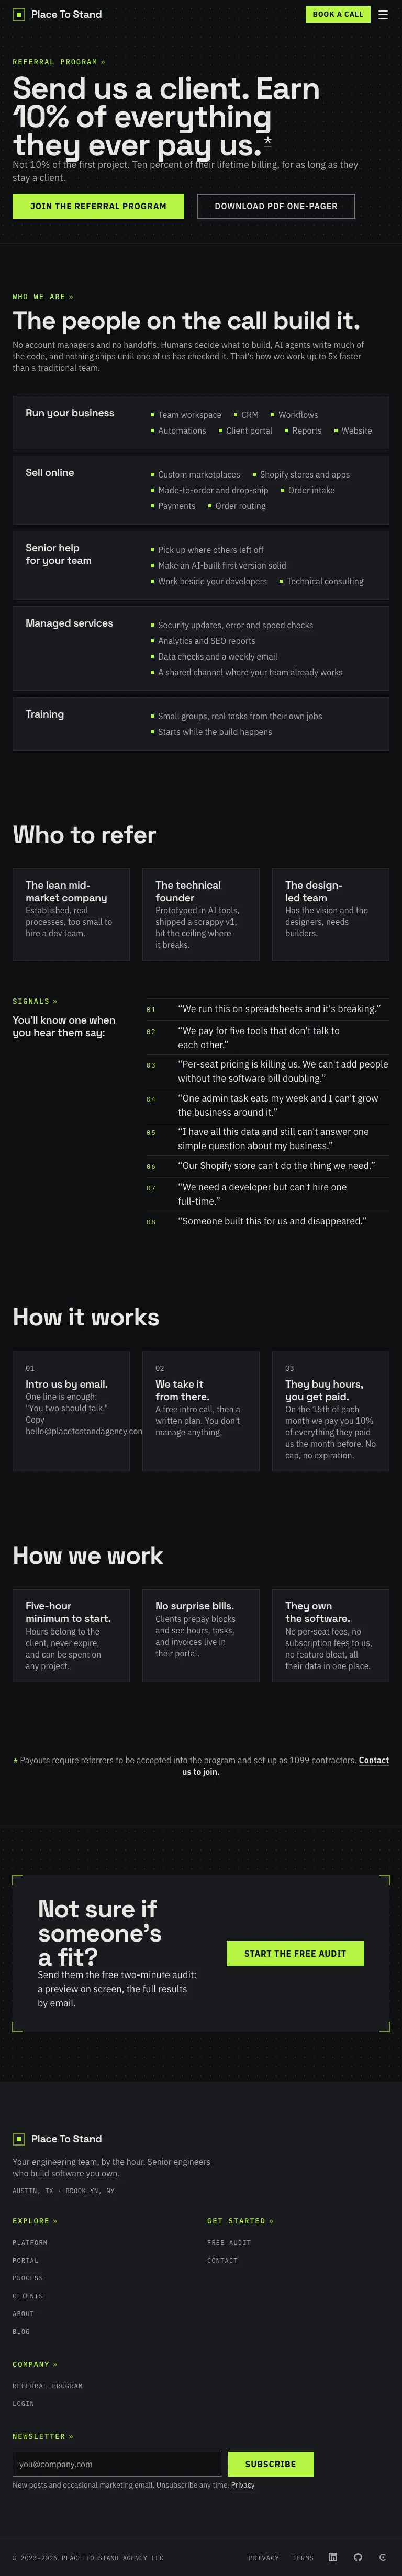 Place To Stand
BOOK A CALL
REFERRAL PROGRAM »
Send us a client. Earn
10% of everything
they ever pay us.*
Not 10% of the first project. Ten percent of their lifetime billing, for as long as they
stay a client.
JOIN THE REFERRAL PROGRAM
DOWNLOAD PDF ONE-PAGER
WHO WE ARE »
The people on the call build it.
No account managers and no handoffs. Humans decide what to build, AI agents write much of
the code, and nothing ships until one of us has checked it. That's how we work up to 5x faster
than a traditional team.
Run your business
Team workspace CRM Workflows
Automations Client portal Reports Website
Sell online
Custom marketplaces Shopify stores and apps
Made-to-order and drop-ship Order intake
Payments Order routing
Senior help
for your team
Pick up where others left off
Make an AI-built first version solid
Work beside your developers Technical consulting
Managed services
Security updates, error and speed checks
Analytics and SEO reports
Data checks and a weekly email
A shared channel where your team already works
Training
Small groups, real tasks from their own jobs
Starts while the build happens
Who to refer
The lean mid-
market company
Established, real
processes, too small to
hire a dev team.
The technical
founder
Prototyped in AI tools,
shipped a scrappy v1,
hit the ceiling where
it breaks.
The design-
led team
Has the vision and the
designers, needs
builders.
SIGNALS »
You'll know one when
you hear them say:
01 “We run this on spreadsheets and it's breaking.”
02 “We pay for five tools that don't talk to
each other.”
03 “Per-seat pricing is killing us. We can't add people
without the software bill doubling.”
04 “One admin task eats my week and I can't grow
the business around it.”
05 “I have all this data and still can't answer one
simple question about my business.”
06 “Our Shopify store can't do the thing we need.”
07 “We need a developer but can't hire one
full-time.”
08 “Someone built this for us and disappeared.”
How it works
01
Intro us by email.
One line is enough:
"You two should talk."
Copy
hello@placetostandagency.com
02
We take it
from there.
A free intro call, then a
written plan. You don't
manage anything.
03
They buy hours,
you get paid.
On the 15th of each
month we pay you 10%
of everything they paid
us the month before. No
cap, no expiration.
How we work
Five-hour
minimum to start.
Hours belong to the
client, never expire,
and can be spent on
any project.
No surprise bills.
Clients prepay blocks
and see hours, tasks,
and invoices live in
their portal.
They own
the software.
No per-seat fees, no
subscription fees to us,
no feature bloat, all
their data in one place.
* Payouts require referrers to be accepted into the program and set up as 1099 contractors. Contact
us to join.
Not sure if
someone's
a fit?
Send them the free two-minute audit:
a preview on screen, the full results
by email.
START THE FREE AUDIT
Place To Stand
Your engineering team, by the hour. Senior engineers
who build software you own.
AUSTIN, TX · BROOKLYN, NY
EXPLORE »
PLATFORM
PORTAL
PROCESS
CLIENTS
ABOUT
BLOG
GET STARTED »
FREE AUDIT
CONTACT
COMPANY »
REFERRAL PROGRAM
LOGIN
NEWSLETTER »
you@company.com
SUBSCRIBE
New posts and occasional marketing email. Unsubscribe any time. Privacy
© 2023–2026 PLACE TO STAND AGENCY LLC
PRIVACY TERMS